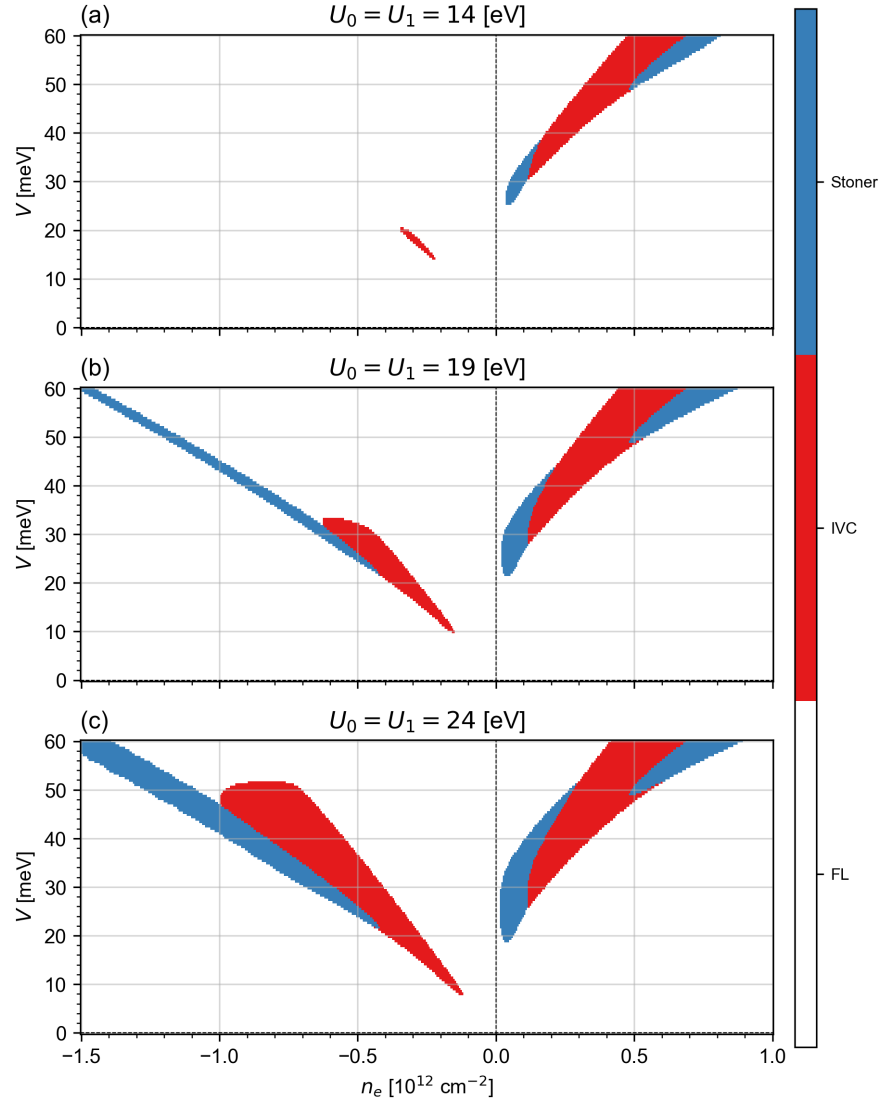 (a) U₀ = U₁ = 14 [eV]
60
50
40
30
20
10
0
V [meV]
(b) U₀ = U₁ = 19 [eV]
60
50
40
30
20
10
0
V [meV]
(c) U₀ = U₁ = 24 [eV]
60
50
40
30
20
10
0
V [meV]
−1.5 −1.0 −0.5 0.0 0.5 1.0
nₑ [10¹² cm⁻²]
Stoner
IVC
FL